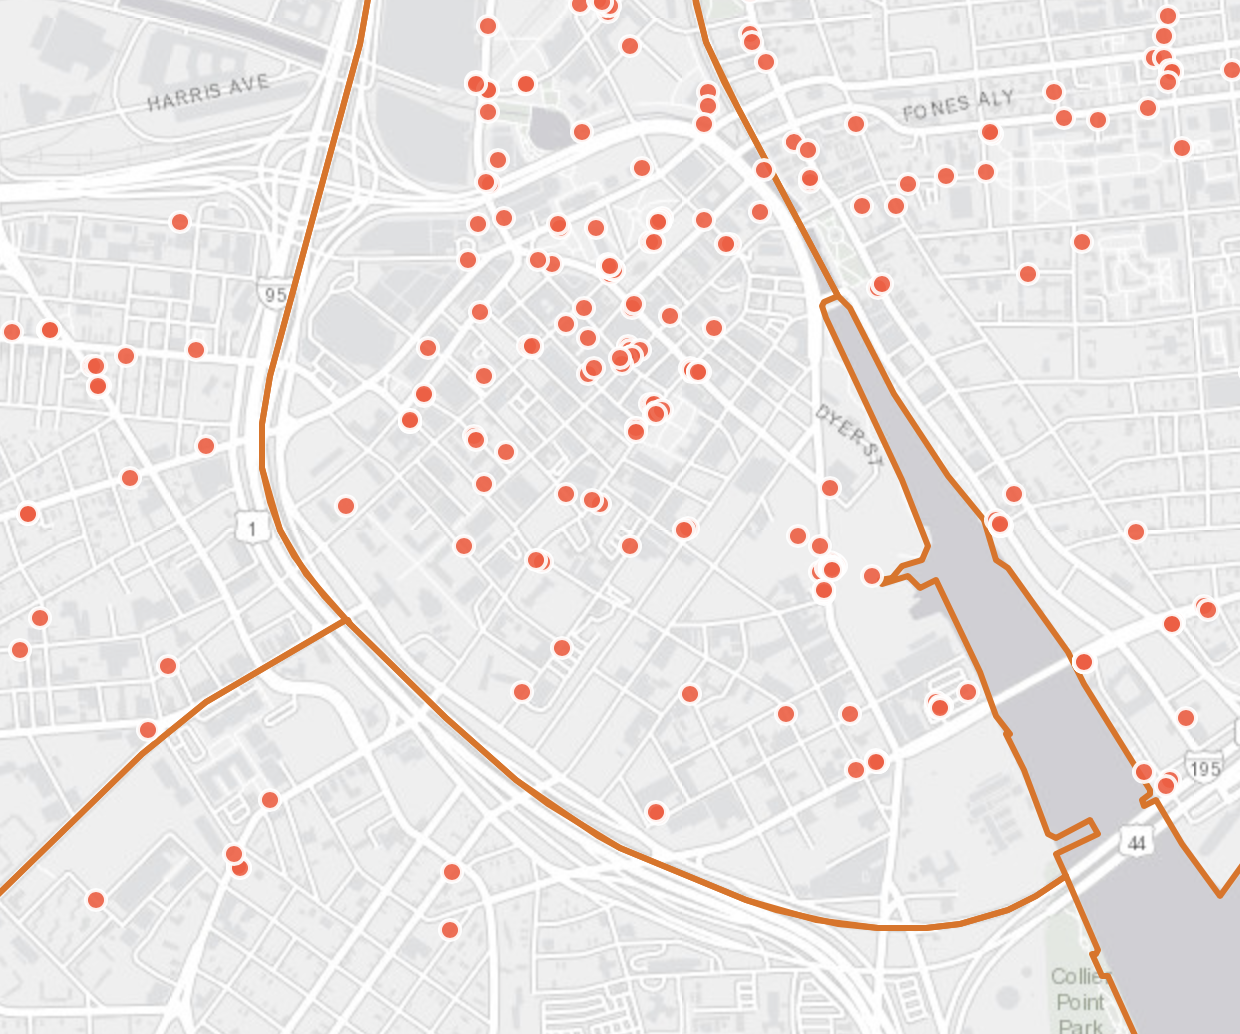 HARRIS AVE
FONES ALY
95
DYER ST
1
195
44
Collier
Point
Park